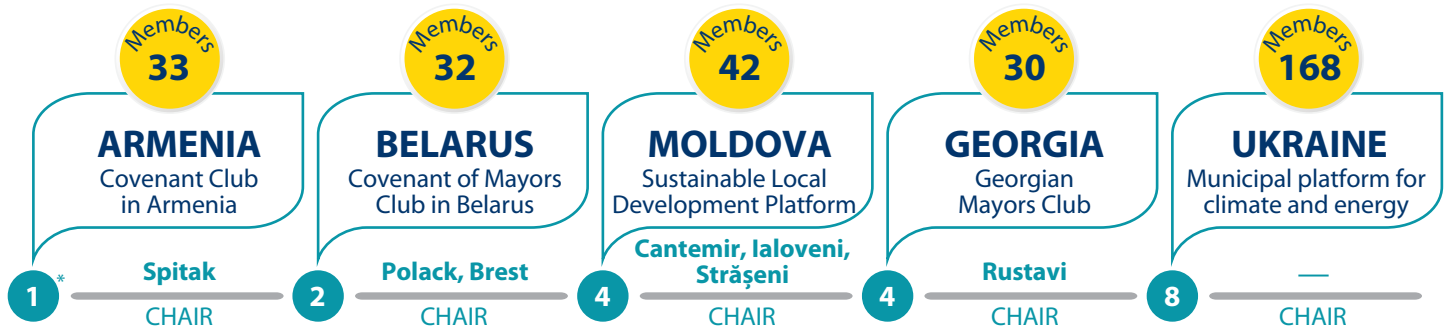 Members
33
ARMENIA
Covenant Club
in Armenia
1
*
Spitak
CHAIR
Members
32
BELARUS
Covenant of Mayors
Club in Belarus
2
Polack, Brest
CHAIR
Members
42
MOLDOVA
Sustainable Local
Development Platform
4
Cantemir, Ialoveni,
Strășeni
CHAIR
Members
30
GEORGIA
Georgian
Mayors Club
4
Rustavi
CHAIR
Members
168
UKRAINE
Municipal platform for
climate and energy
8
—
CHAIR